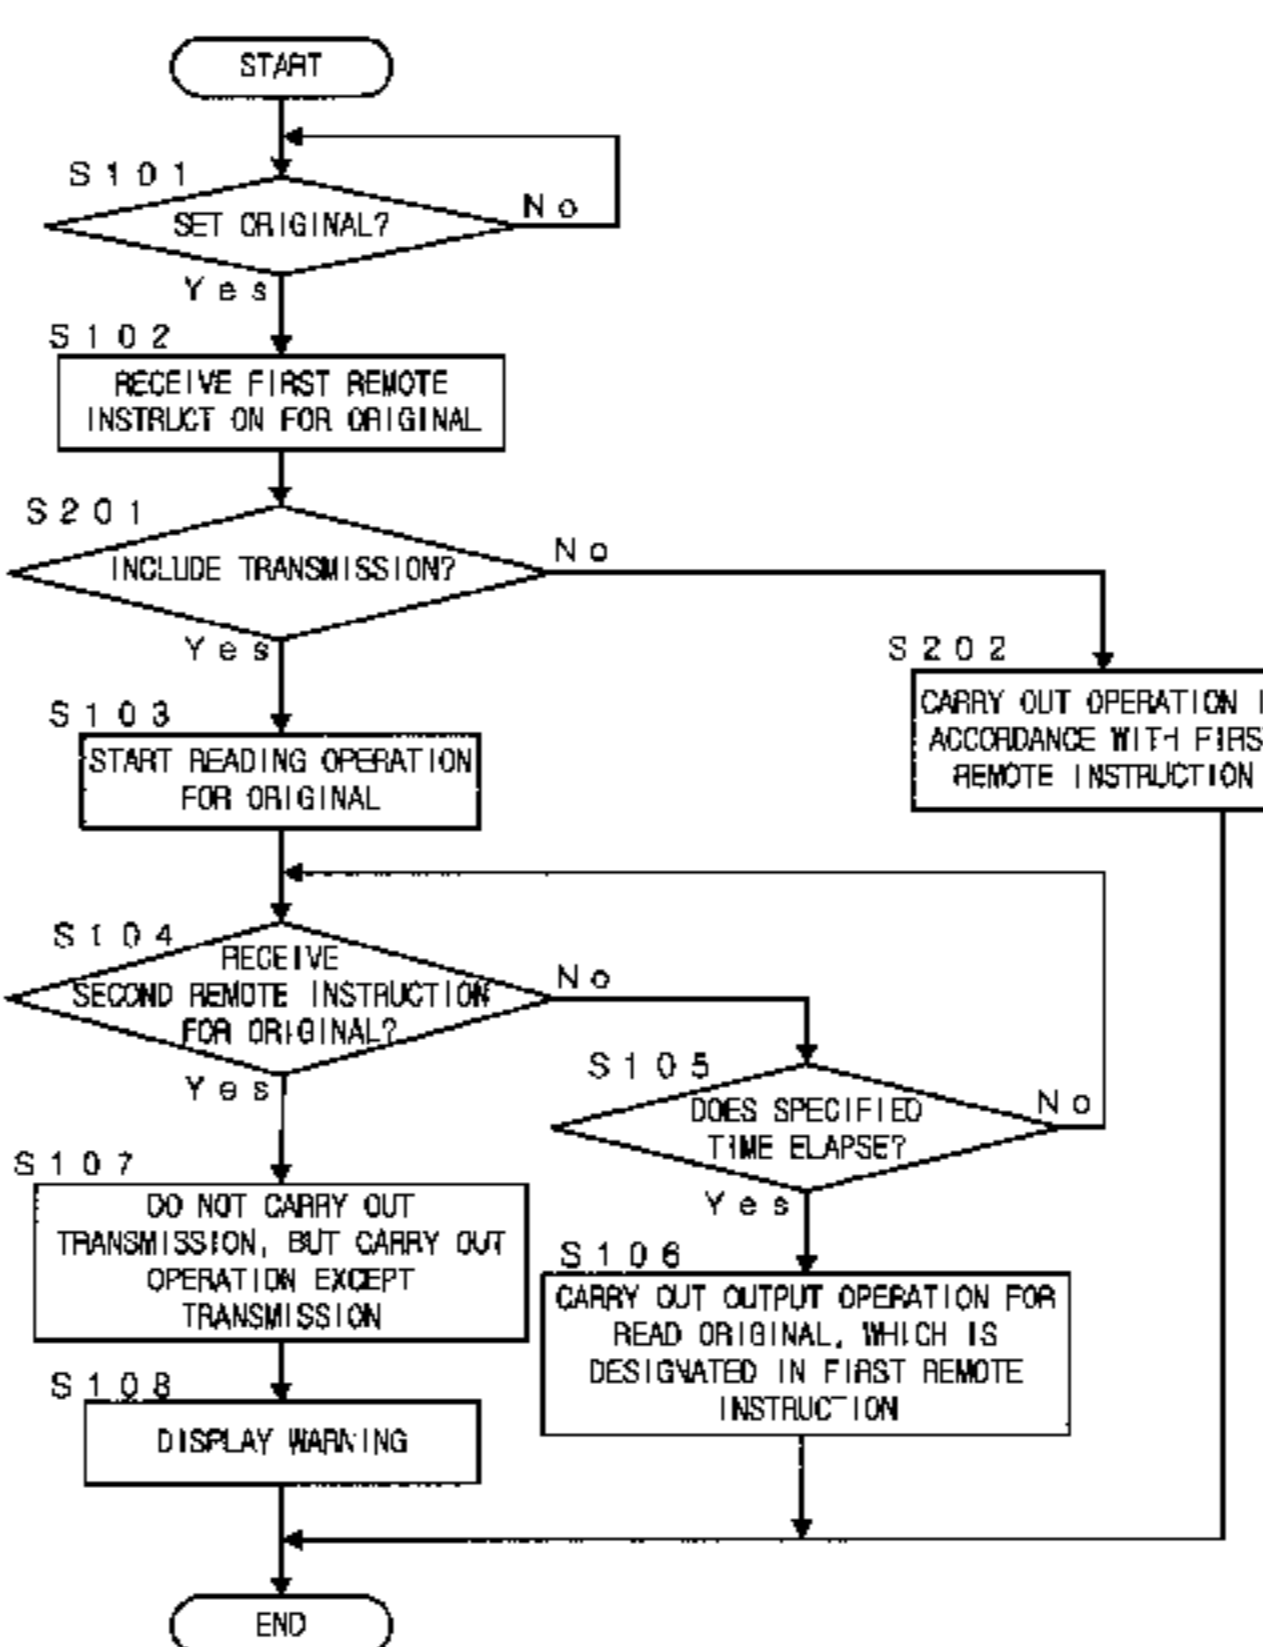 START
S101
SET ORIGINAL?
No
Yes
S102
RECEIVE FIRST REMOTE
INSTRUCT ON FOR ORIGINAL
S201
INCLUDE TRANSMISSION?
No
Yes
S202
CARRY OUT OPERATION
ACCORDANCE WITH FIRS
REMOTE INSTRUCTION
S103
START READING OPERATION
FOR ORIGINAL
S104
RECEIVE
SECOND REMOTE INSTRUCTION
FOR ORIGINAL?
No
Yes
S105
DOES SPECIFIED
TIME ELAPSE?
No
Yes
S107
DO NOT CARRY OUT
TRANSMISSION, BUT CARRY OUT
OPERATION EXCEPT
TRANSMISSION
S106
CARRY OUT OUTPUT OPERATION FOR
READ ORIGINAL, WHICH IS
DESIGNATED IN FIRST REMOTE
INSTRUCTION
S108
DISPLAY WARNING
END